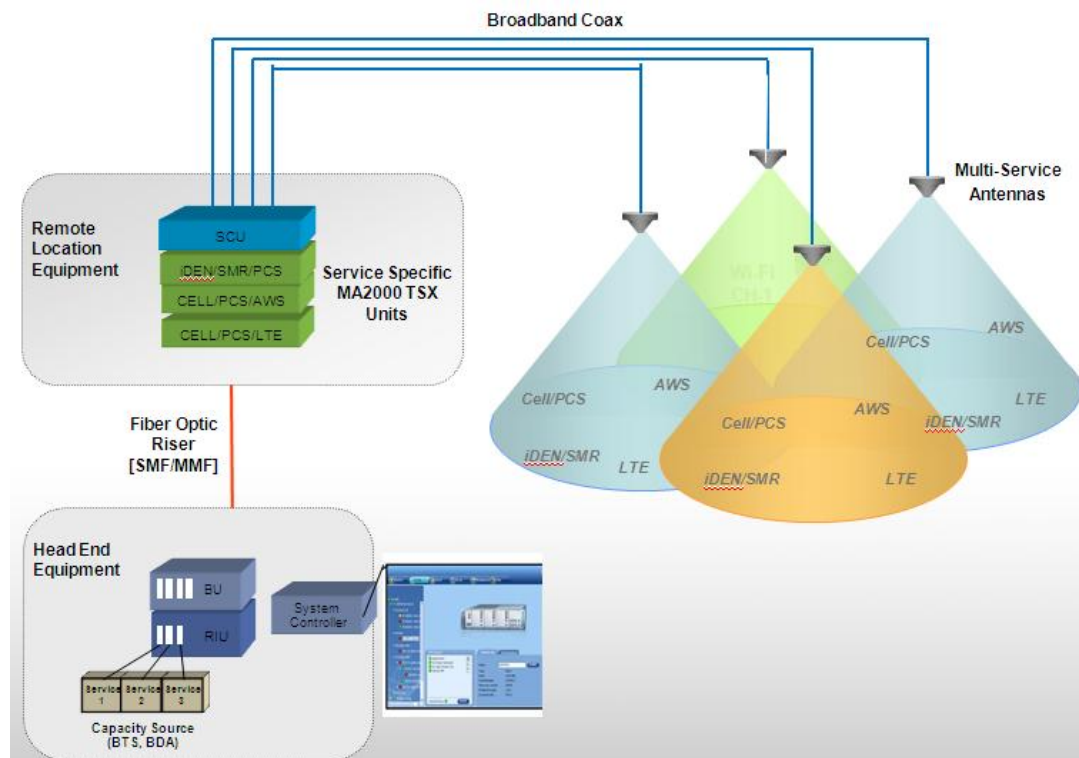 Broadband Coax
Multi-Service
Antennas
Remote
Location
Equipment
SCU
iDEN/SMR/PCS
CELL/PCS/AWS
CELL/PCS/LTE
Service Specific
MA2000 TSX
Units
WI-FI
CH-1
Cell/PCS
AWS
iDEN/SMR
LTE
Cell/PCS
AWS
iDEN/SMR
LTE
Cell/PCS
AWS
LTE
iDEN/SMR
Fiber Optic
Riser
[SMF/MMF]
Head End
Equipment
BU
RIU
System
Controller
Service
1
Service
2
Service
3
Capacity Source
(BTS, BDA)